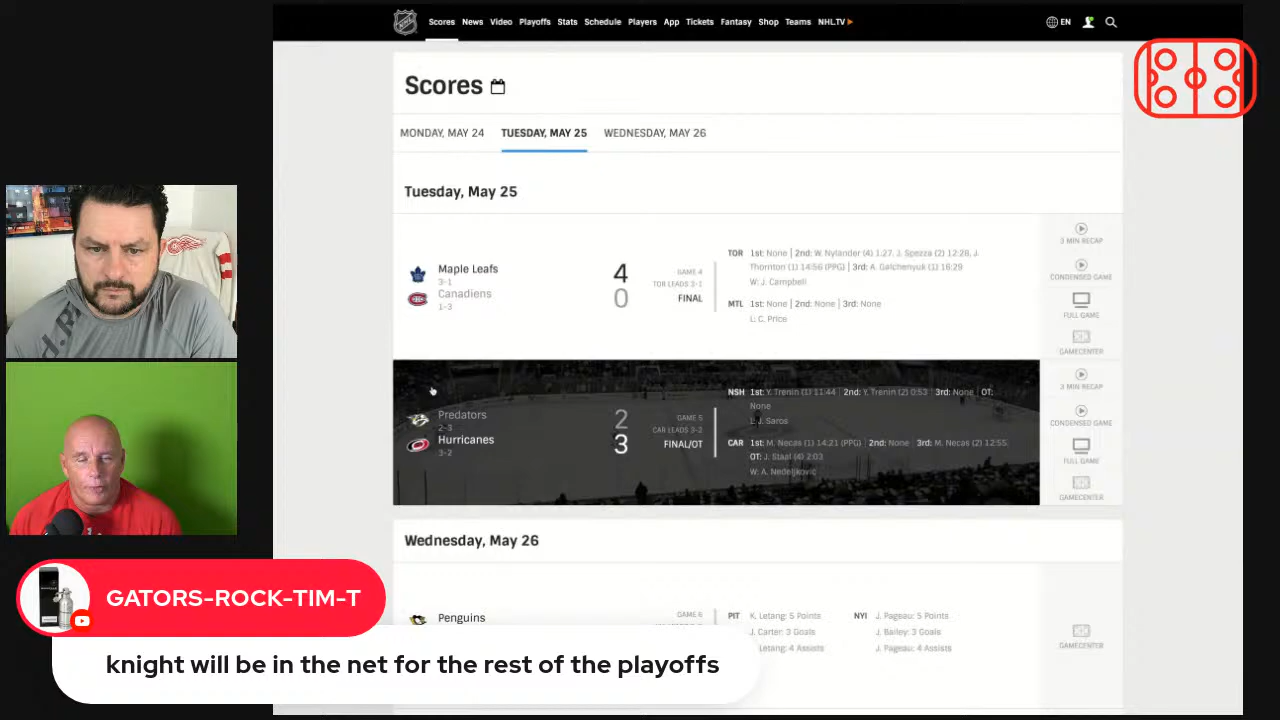 Scores News Video Playoffs Stats Schedule Players App Tickets Fantasy Shop Teams NHL.TV
EN
Scores
MONDAY, MAY 24 TUESDAY, MAY 25 WEDNESDAY, MAY 26
Tuesday, May 25
Maple Leafs
3-1
Canadiens
1-3
4
0
GAME 4
TOR LEADS 3-1
FINAL
TOR 1st: None | 2nd: W. Nylander (4) 1:27, J. Spezza (2) 12:28, J.
Thornton (1) 14:56 (PPG) | 3rd: A. Galchenyuk (1) 16:29
W: J. Campbell
MTL 1st: None | 2nd: None | 3rd: None
L: C. Price
3 MIN RECAP
CONDENSED GAME
FULL GAME
GAMECENTER
Predators
2-3
Hurricanes
3-2
2
3
GAME 5
CAR LEADS 3-2
FINAL/OT
NSH 1st: Y. Trenin (1) 11:44 | 2nd: Y. Trenin (2) 0:53 | 3rd: None | OT:
None
L: J. Saros
CAR 1st: M. Necas (1) 14:21 (PPG) | 2nd: None | 3rd: M. Necas (2) 12:55
OT: J. Staal (4) 2:03
W: A. Nedeljkovic
3 MIN RECAP
CONDENSED GAME
FULL GAME
GAMECENTER
Wednesday, May 26
Penguins
GAME 6
PIT K. Letang: 5 Points
J. Carter: 3 Goals
Letang: 4 Assists
NYI J. Pageau: 5 Points
J. Bailey: 3 Goals
J. Pageau: 4 Assists
GAMECENTER
GATORS-ROCK-TIM-T
knight will be in the net for the rest of the playoffs